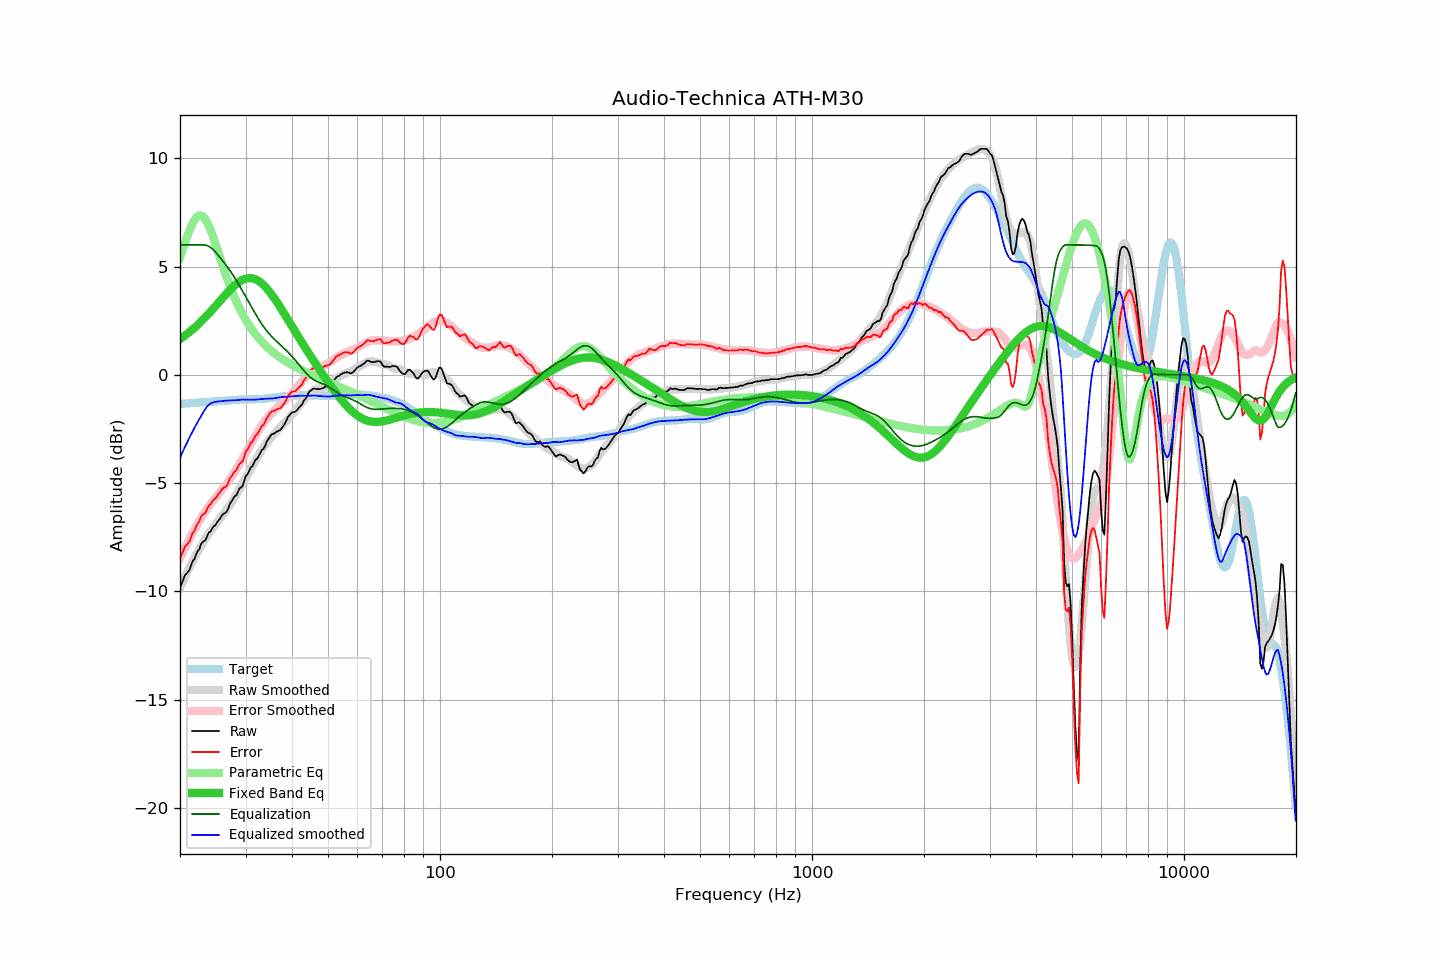 Audio-Technica ATH-M30
10
5
0
−5
−10
−15
−20
Amplitude (dBr)
Target
Raw Smoothed
Error Smoothed
Raw
Error
Parametric Eq
Fixed Band Eq
Equalization
Equalized smoothed
100 1000 10000
Frequency (Hz)